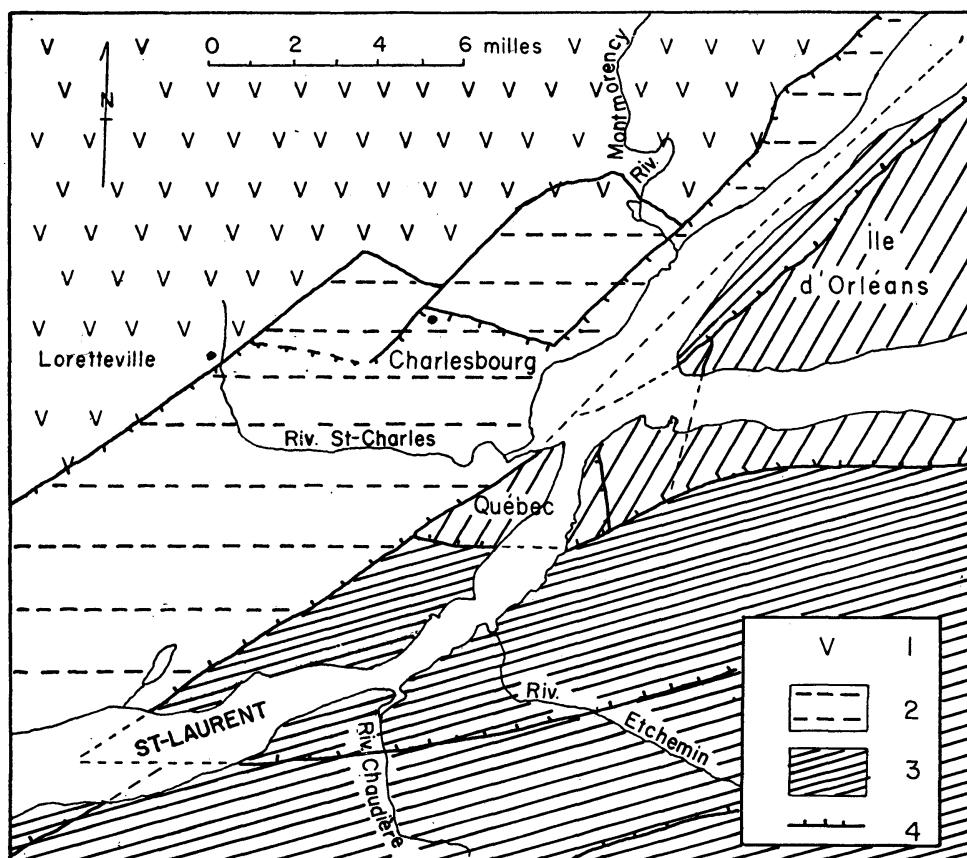 0 2 4 6 milles
N
Riv. Montmorency
Île
d'Orléans
Loretteville
Charlesbourg
Riv. St-Charles
Québec
ST-LAURENT
Riv. Etchemin
Riv. Chaudière
V 1
2
3
4